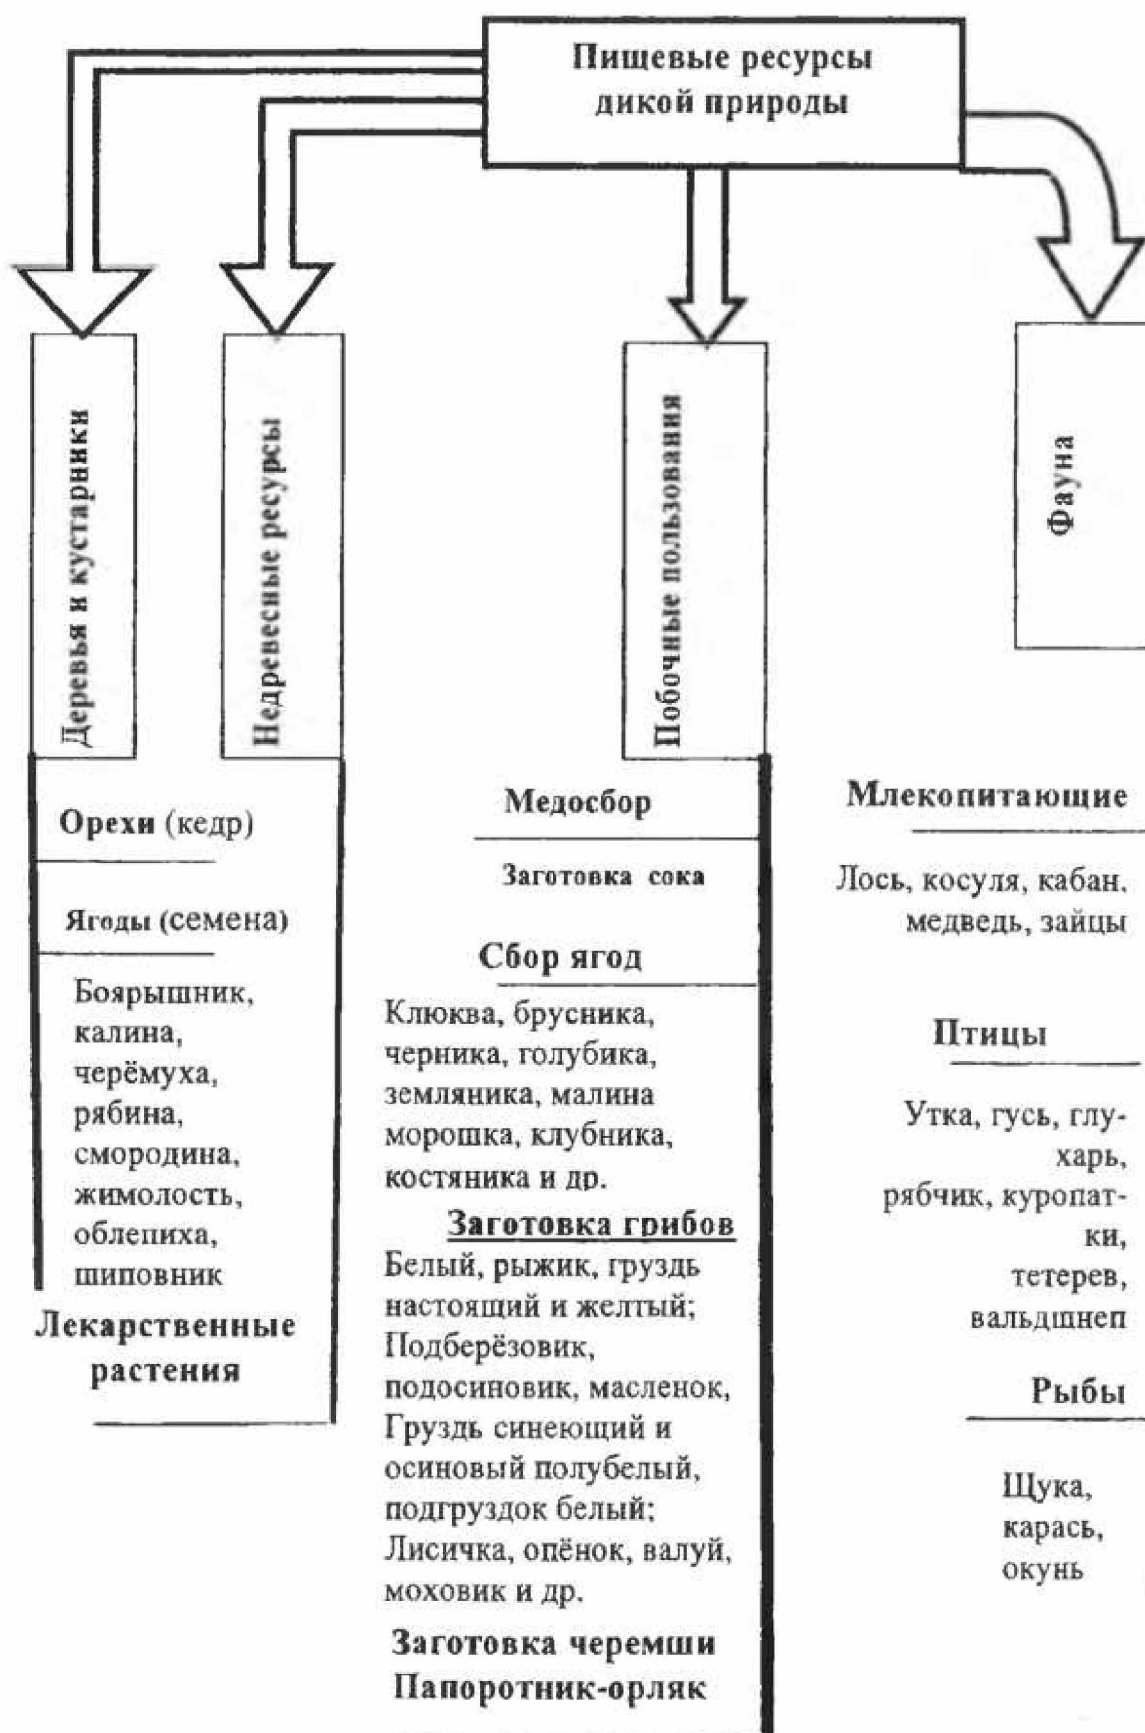 Пищевые ресурсы
дикой природы
Деревья и кустарники
Недревесные ресурсы
Побочные пользования
Фауна
Орехи (кедр)
Ягоды (семена)
Боярышник,
калина,
черёмуха,
рябина,
смородина,
жимолость,
облепиха,
шиповник
Лекарственные
растения
Медосбор
Заготовка сока
Сбор ягод
Клюква, брусника,
черника, голубика,
земляника, малина
морошка, клубника,
костяника и др.
Заготовка грибов
Белый, рыжик, груздь
настоящий и желтый;
Подберёзовик,
подосиновик, масленок,
Груздь синеющий и
осиновый полубелый,
подгруздок белый;
Лисичка, опёнок, валуй,
моховик и др.
Заготовка черемши
Папоротник-орляк
Млекопитающие
Лось, косуля, кабан.
медведь, зайцы
Птицы
Утка, гусь, глу-
харь,
рябчик, куропат-
ки,
тетерев,
вальдшнеп
Рыбы
Щука,
карась,
окунь